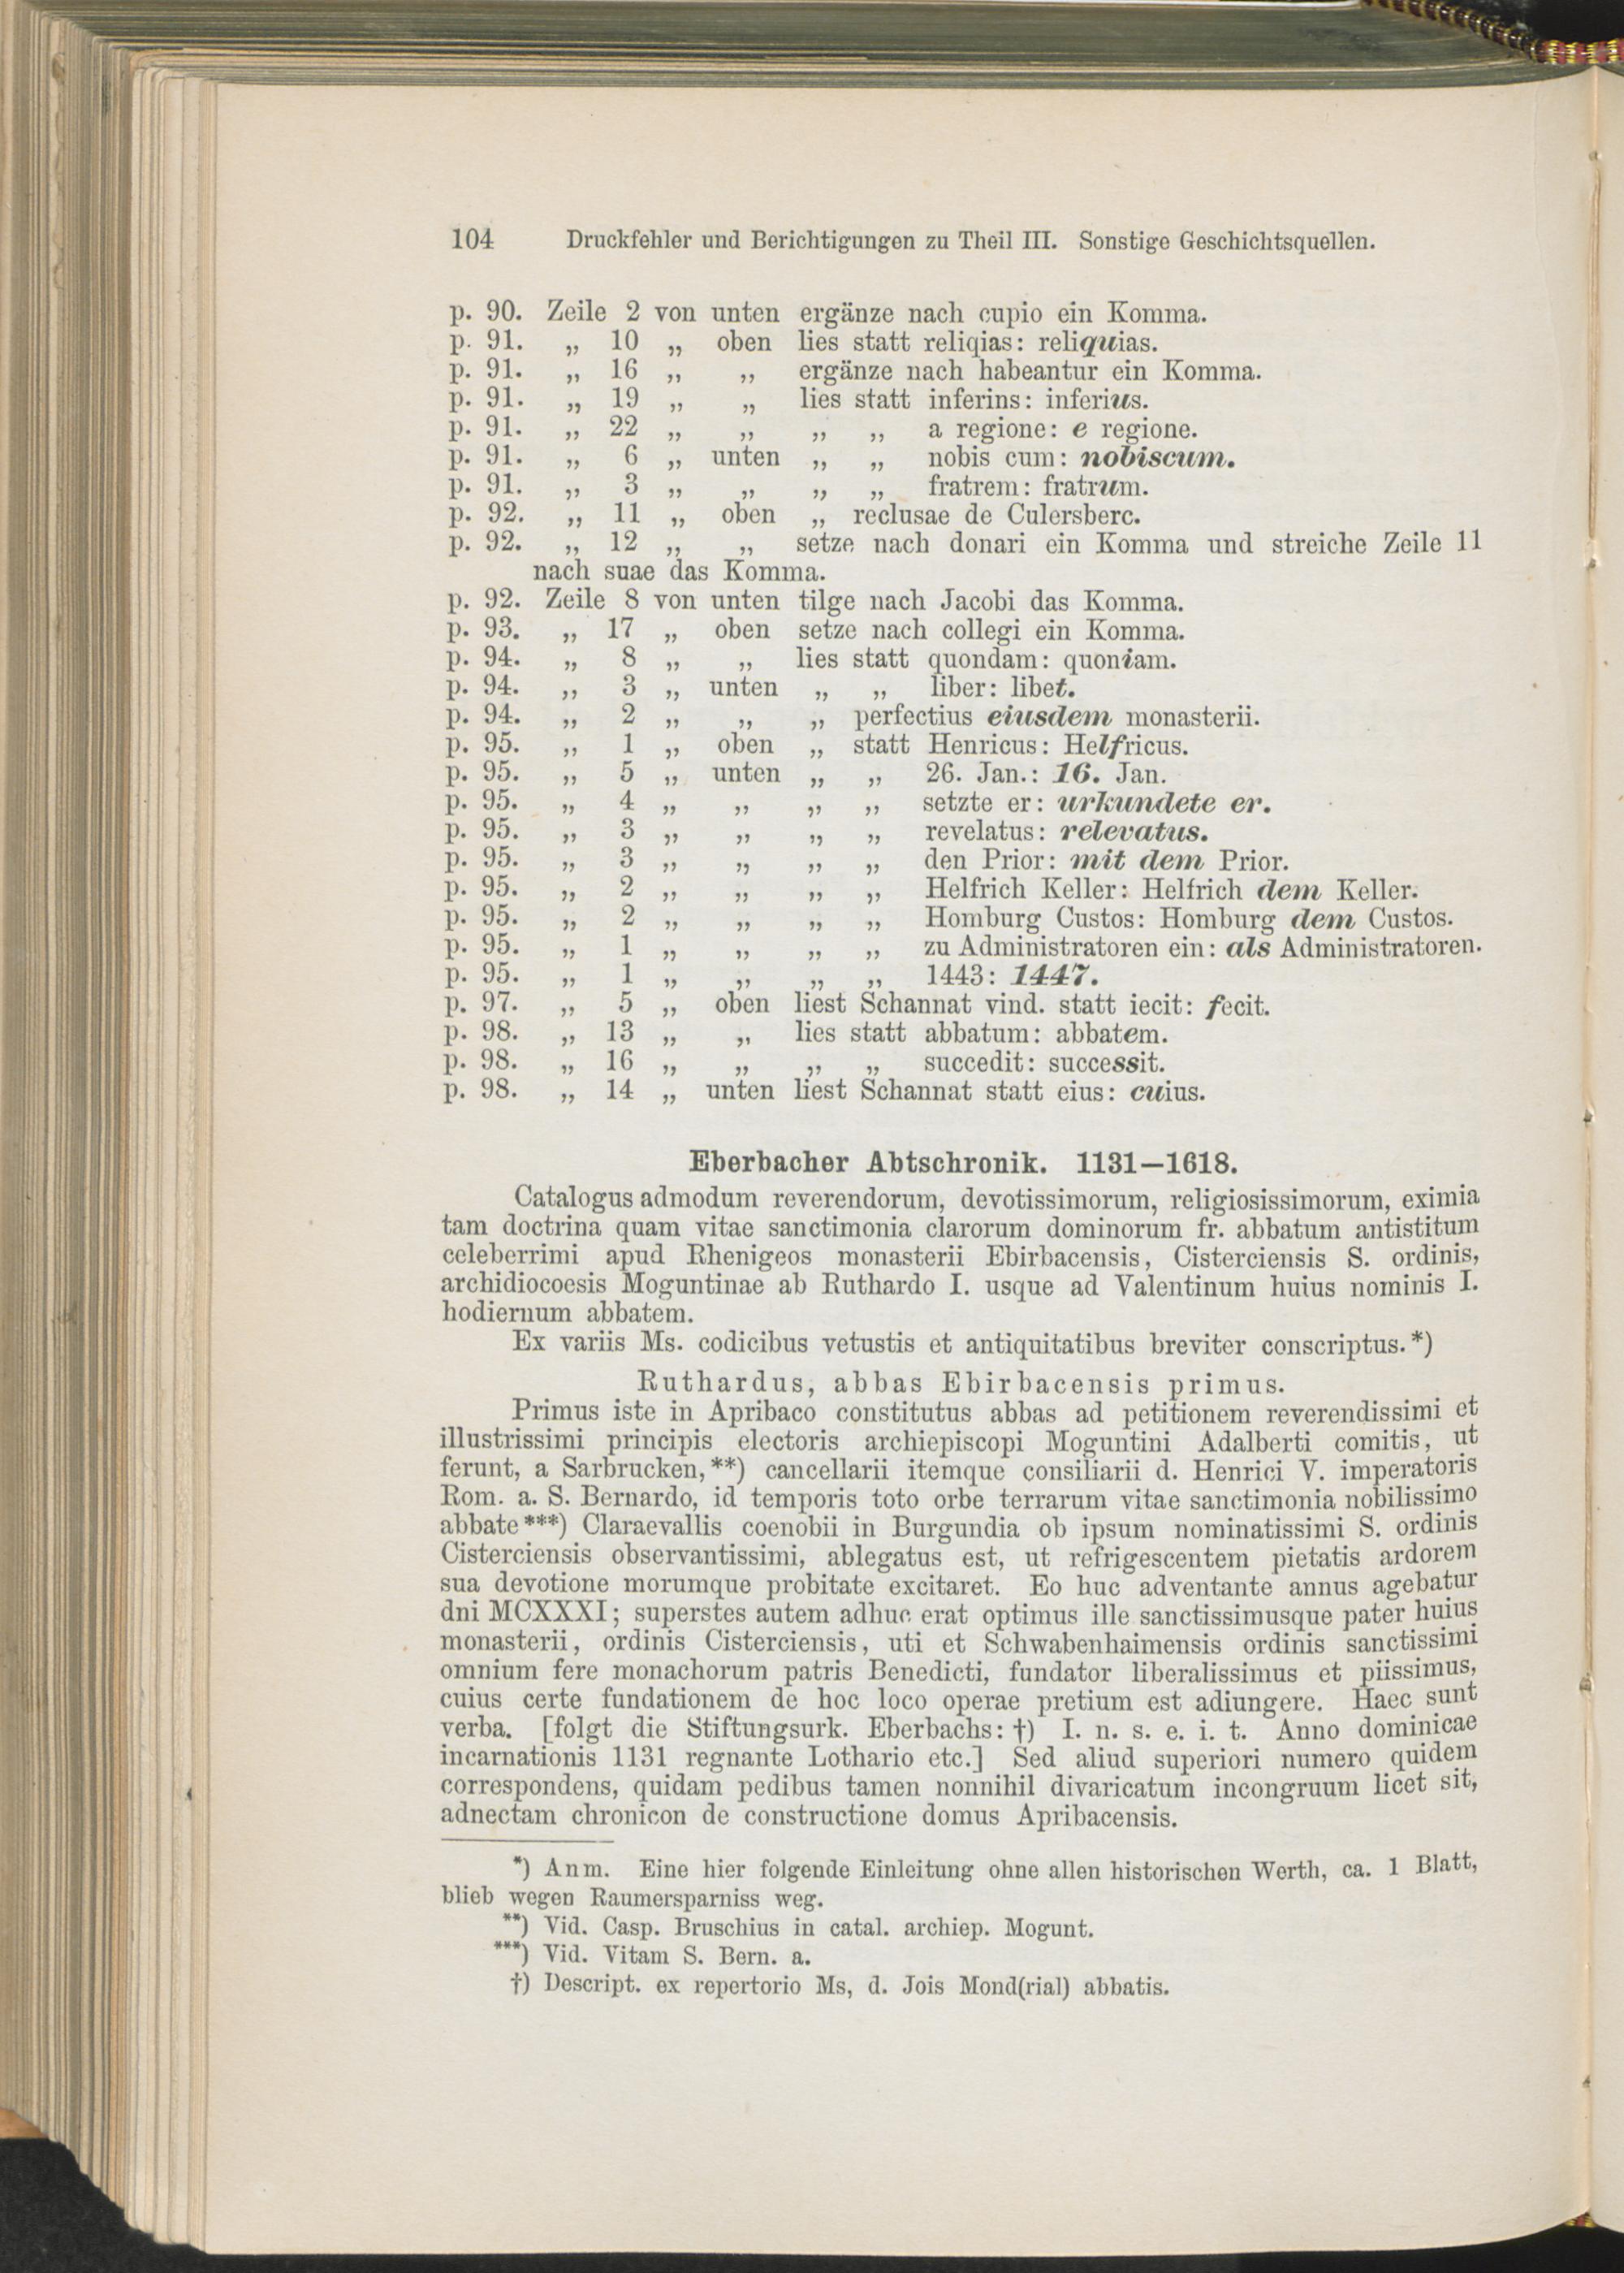 104 Druckfehler und Berichtigungen zu Theil III. Sonstige Geschichtsquellen.
p. 90. Zeile 2 von unten ergänze nach cupio ein Komma.
p. 91. „ 10 „ oben lies statt reliqias: reliquias.
p. 91. „ 16 „ „ ergänze nach habeantur ein Komma.
p. 91. „ 19 „ „ lies statt inferins: inferius.
p. 91. „ 22 „ „ „ „ a regione: e regione.
p. 91. „ 6 „ unten „ „ nobis cum: nobiscum.
p. 91. „ 3 „ „ „ „ fratrem: fratrum.
p. 92. „ 11 „ oben „ reclusae de Culersberc.
p. 92. „ 12 „ „ setze nach donari ein Komma und streiche Zeile 11
nach suae das Komma.
p. 92. Zeile 8 von unten tilge nach Jacobi das Komma.
p. 93. „ 17 „ oben setze nach collegi ein Komma.
p. 94. „ 8 „ „ lies statt quondam: quoniam.
p. 94. „ 3 „ unten „ „ liber: libet.
p. 94. „ 2 „ „ „ perfectius eiusdem monasterii.
p. 95. „ 1 „ oben „ statt Henricus: Helfricus.
p. 95. „ 5 „ unten „ „ 26. Jan.: 16. Jan.
p. 95. „ 4 „ „ „ „ setzte er: urkundete er.
p. 95. „ 3 „ „ „ „ revelatus: relevatus.
p. 95. „ 3 „ „ „ „ den Prior: mit dem Prior.
p. 95. „ 2 „ „ „ „ Helfrich Keller: Helfrich dem Keller.
p. 95. „ 2 „ „ „ „ Homburg Custos: Homburg dem Custos.
p. 95. „ 1 „ „ „ „ zu Administratoren ein: als Administratoren.
p. 95. „ 1 „ „ „ „ 1443: 1447.
p. 97. „ 5 „ oben liest Schannat vind. statt iecit: fecit.
p. 98. „ 13 „ „ lies statt abbatum: abbatem.
p. 98. „ 16 „ „ „ „ succedit: successit.
p. 98. „ 14 „ unten liest Schannat statt eius: cuius.
Eberbacher Abtschronik. 1131—1618.
Catalogus admodum reverendorum, devotissimorum, religiosissimorum, eximia
tam doctrina quam vitae sanctimonia clarorum dominorum fr. abbatum antistitum
celeberrimi apud Rhenigeos monasterii Ebirbacensis, Cisterciensis S. ordinis,
archidiocoesis Moguntinae ab Ruthardo I. usque ad Valentinum huius nominis I.
hodiernum abbatem.
Ex variis Ms. codicibus vetustis et antiquitatibus breviter conscriptus.*)
Ruthardus, abbas Ebirbacensis primus.
Primus iste in Apribaco constitutus abbas ad petitionem reverendissimi et
illustrissimi principis electoris archiepiscopi Moguntini Adalberti comitis, ut
ferunt, a Sarbrucken,**) cancellarii itemque consiliarii d. Henrici V. imperatoris
Rom. a. S. Bernardo, id temporis toto orbe terrarum vitae sanctimonia nobilissimo
abbate***) Claraevallis coenobii in Burgundia ob ipsum nominatissimi S. ordinis
Cisterciensis observantissimi, ablegatus est, ut refrigescentem pietatis ardorem
sua devotione morumque probitate excitaret. Eo huc adventante annus agebatur
dni MCXXXI; superstes autem adhuc erat optimus ille sanctissimusque pater huius
monasterii, ordinis Cisterciensis, uti et Schwabenhaimensis ordinis sanctissimi
omnium fere monachorum patris Benedicti, fundator liberalissimus et piissimus,
cuius certe fundationem de hoc loco operae pretium est adiungere. Haec sunt
verba. [folgt die Stiftungsurk. Eberbachs: †) I. n. s. e. i. t. Anno dominicae
incarnationis 1131 regnante Lothario etc.] Sed aliud superiori numero quidem
correspondens, quidam pedibus tamen nonnihil divaricatum incongruum licet sit,
adnectam chronicon de constructione domus Apribacensis.
*) Anm. Eine hier folgende Einleitung ohne allen historischen Werth, ca. 1 Blatt,
blieb wegen Raumersparniss weg.
**) Vid. Casp. Bruschius in catal. archiep. Mogunt.
***) Vid. Vitam S. Bern. a.
†) Descript. ex repertorio Ms, d. Jois Mond(rial) abbatis.